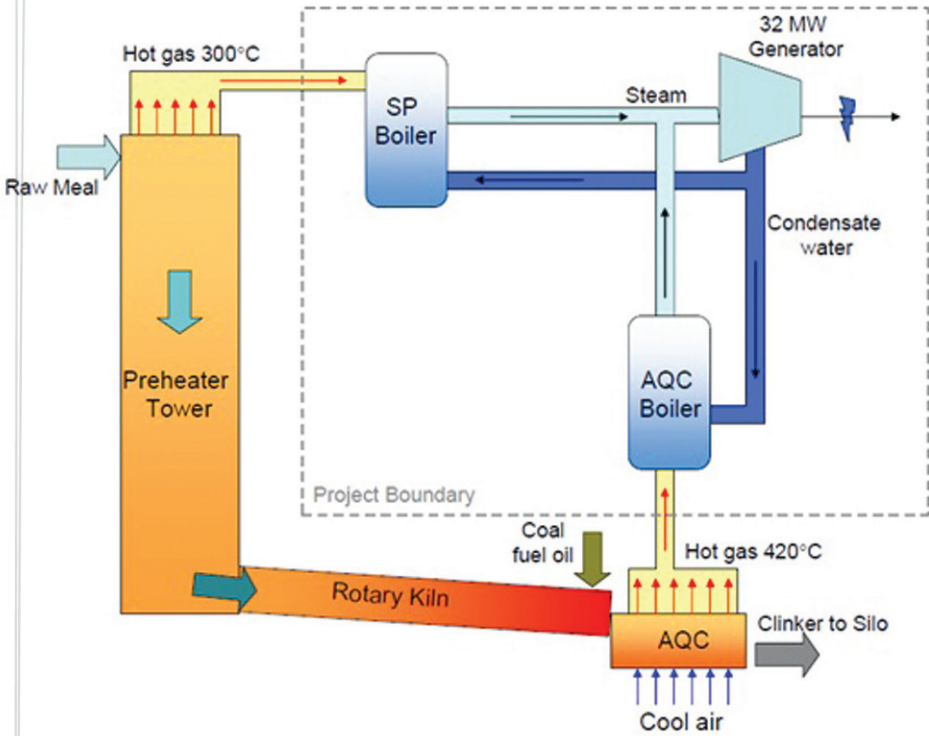 32 MW
Generator
Hot gas 300°C
SP
Boiler
Steam
Raw Meal
Condensate
water
Preheater
Tower
AQC
Boiler
Project Boundary
Coal
fuel oil
Hot gas 420°C
Rotary Kiln
Clinker to Silo
AQC
Cool air